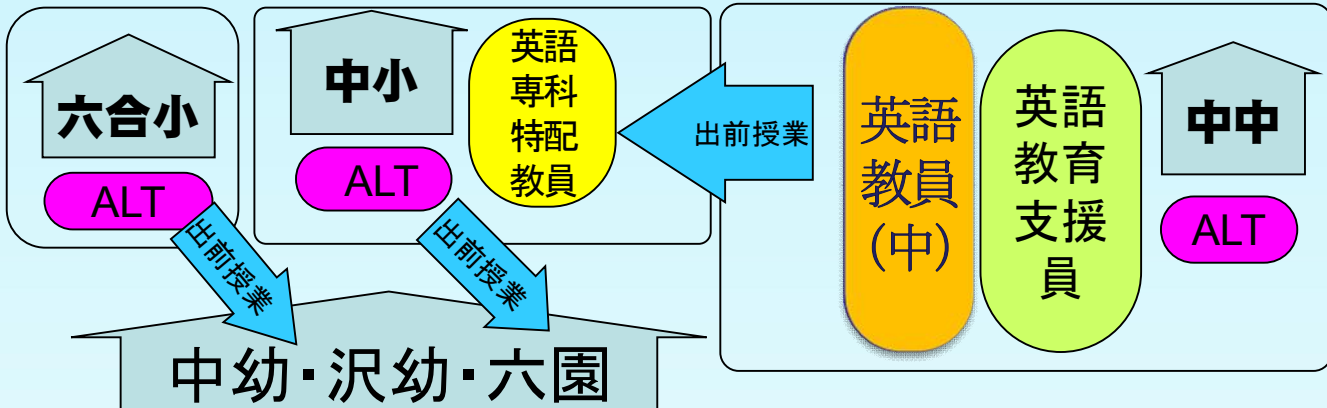 六合小
ALT
中小
ALT
英語
専科
特配
教員
出前授業
英語
教員
(中)
英語
教育
支援
員
中中
ALT
出前授業
出前授業
中幼・沢幼・六園